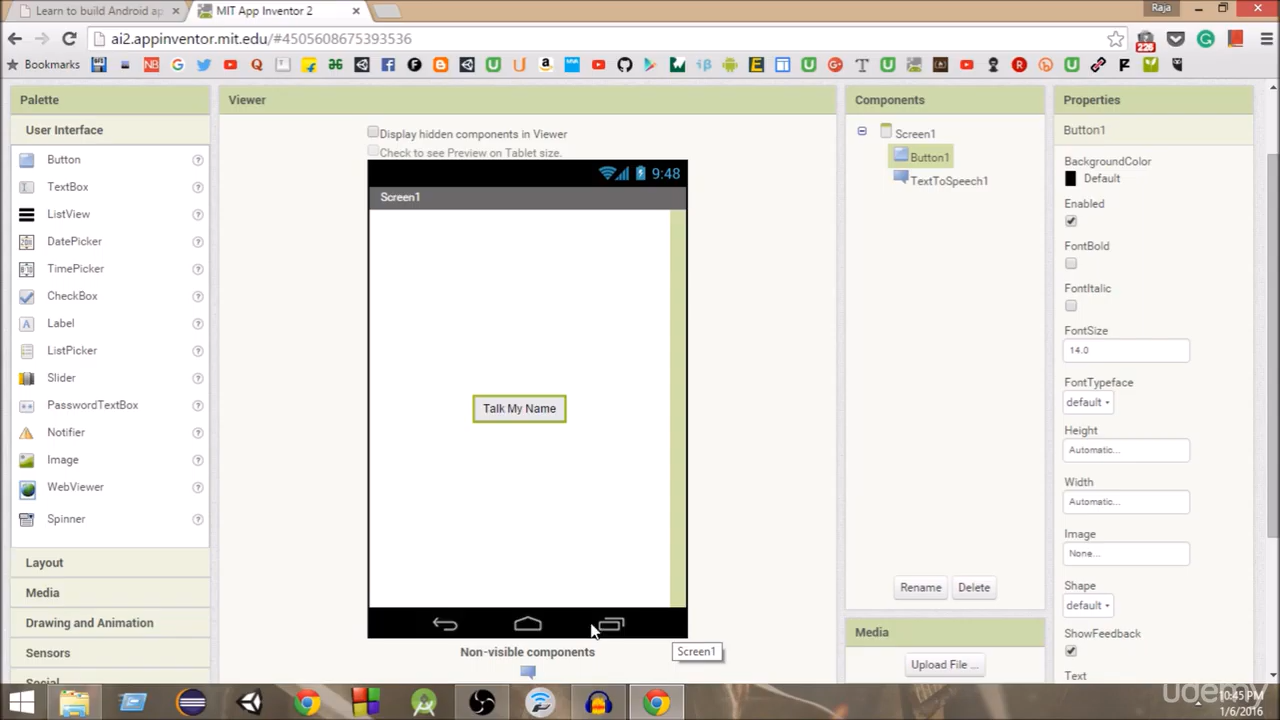 Learn to build Android ap
MIT App Inventor 2
Raja
ai2.appinventor.mit.edu/#4505608675393536
226
Bookmarks
Palette
User Interface
Button
TextBox
ListView
DatePicker
TimePicker
CheckBox
Label
ListPicker
Slider
PasswordTextBox
Notifier
Image
WebViewer
Spinner
Layout
Media
Drawing and Animation
Sensors
Social
Viewer
Display hidden components in Viewer
Check to see Preview on Tablet size.
9:48
Screen1
Talk My Name
Screen1
Non-visible components
Components
Screen1
Button1
TextToSpeech1
Rename
Delete
Media
Upload File ...
Properties
Button1
BackgroundColor
Default
Enabled
FontBold
FontItalic
FontSize
14.0
FontTypeface
default
Height
Automatic...
Width
Automatic...
Image
None...
Shape
default
ShowFeedback
Text
udemy
10:45 PM
1/6/2016